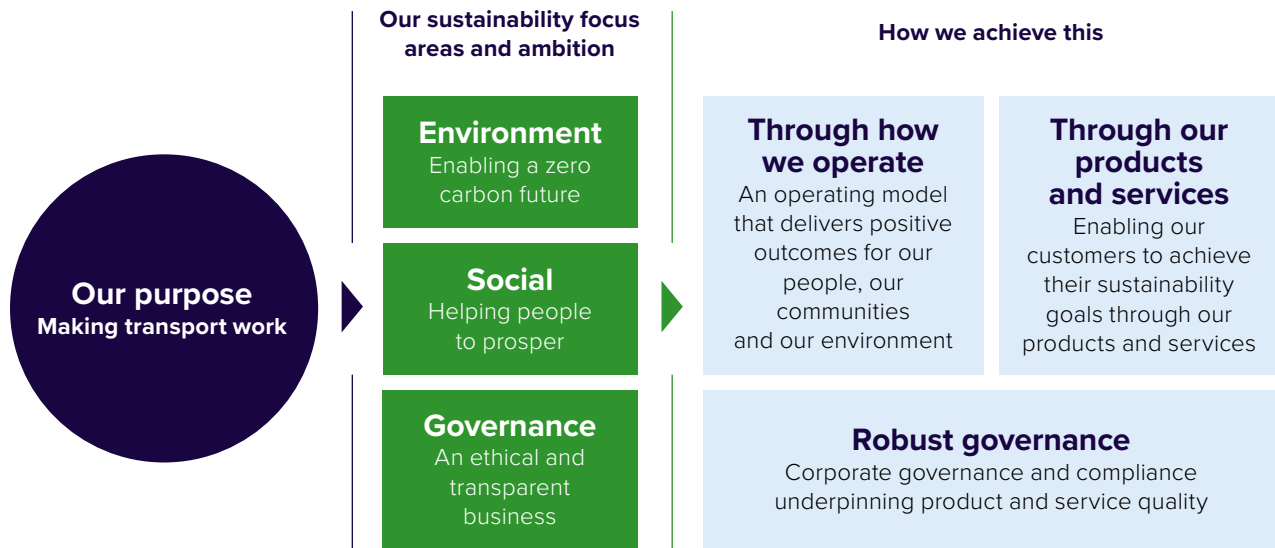 Our purpose
Making transport work
Our sustainability focus
areas and ambition
Environment
Enabling a zero
carbon future
Social
Helping people
to prosper
Governance
An ethical and
transparent
business
How we achieve this
Through how
we operate
An operating model
that delivers positive
outcomes for our
people, our
communities
and our environment
Through our
products
and services
Enabling our
customers to achieve
their sustainability
goals through our
products and services
Robust governance
Corporate governance and compliance
underpinning product and service quality